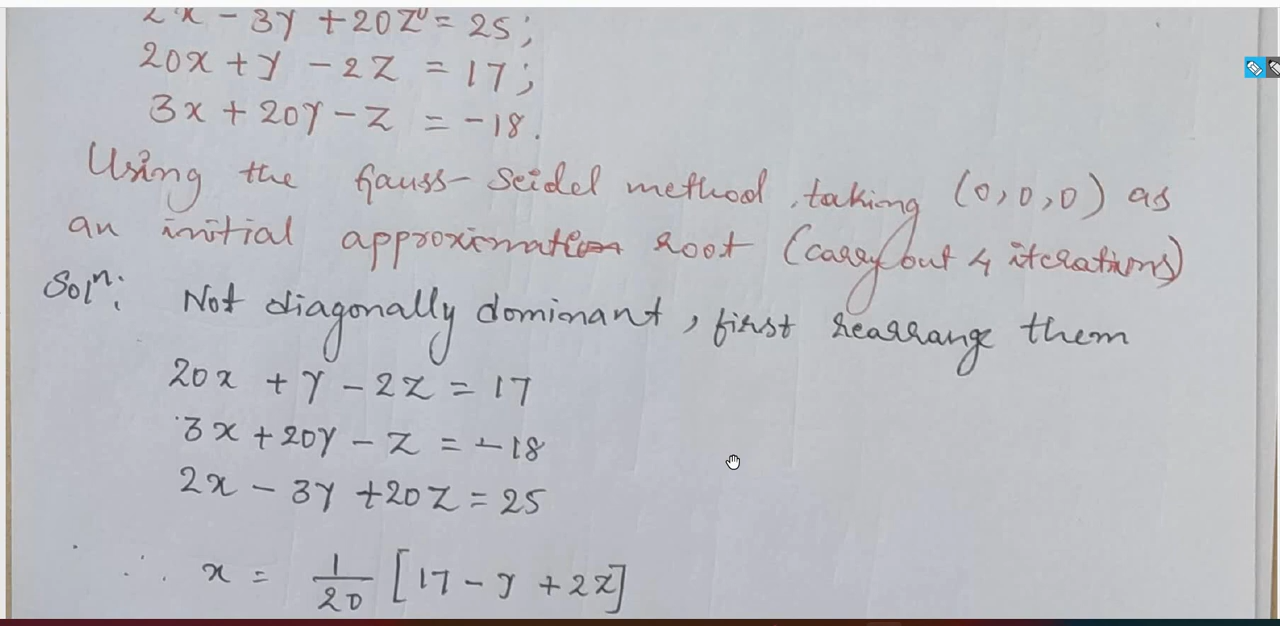 2x - 3y + 20z = 25;
20x + y - 2z = 17;
3x + 20y - z = -18.
Using the Gauss-Seidel method, taking (0,0,0) as
an initial approximation root (carry out 4 iterations)
Solⁿ: Not diagonally dominant, first rearrange them
20x + y - 2z = 17
3x + 20y - z = -18
2x - 3y + 20z = 25
∴ x = 1/20 [17 - y + 2z]